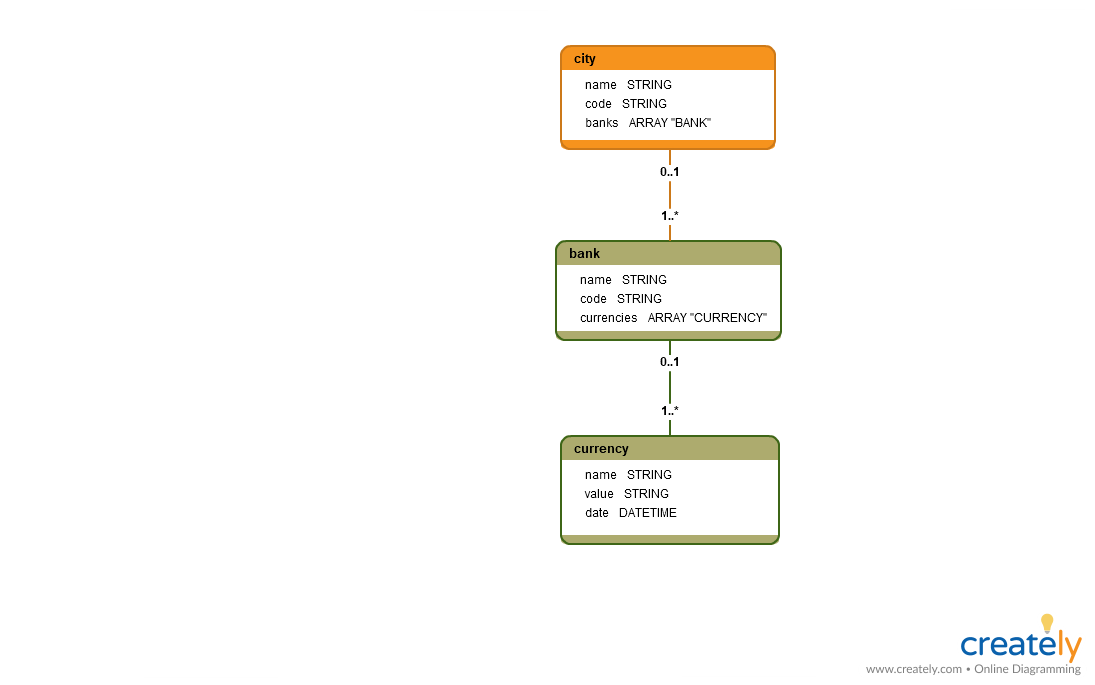 city
name STRING
code STRING
banks ARRAY "BANK"
0..1
1..*
bank
name STRING
code STRING
currencies ARRAY "CURRENCY"
0..1
1..*
currency
name STRING
value STRING
date DATETIME
creately
www.creately.com • Online Diagramming